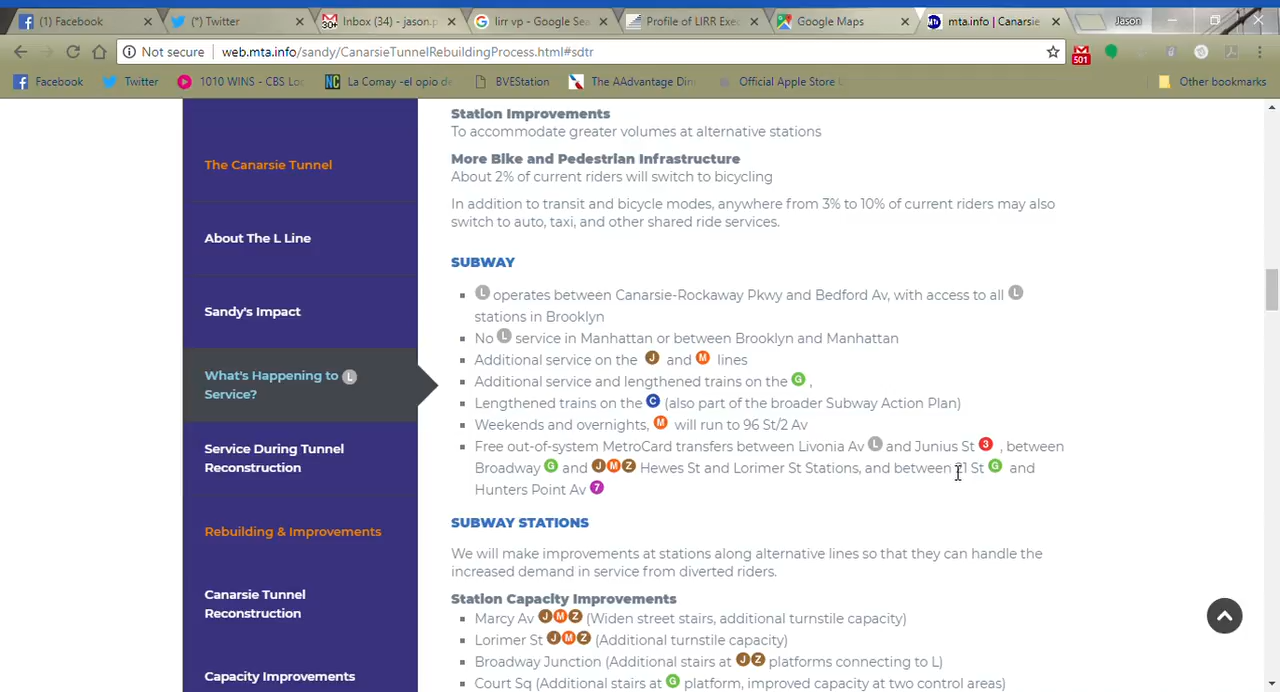 (1) Facebook
(*) Twitter
Inbox (34) - jason.p
lirr vp - Google Sea
Profile of LIRR Exec
Google Maps
mta.info | Canarsie
Jason
Not secure
web.mta.info/sandy/CanarsieTunnelRebuildingProcess.html#sdtr
501
Facebook
Twitter
1010 WINS - CBS Loc
La Comay -el opio de
BVEStation
The AAdvantage Din
Official Apple Store
Other bookmarks
The Canarsie Tunnel
About The L Line
Sandy's Impact
What's Happening to L
Service?
Service During Tunnel
Reconstruction
Rebuilding & Improvements
Canarsie Tunnel
Reconstruction
Capacity Improvements
Station Improvements
To accommodate greater volumes at alternative stations
More Bike and Pedestrian Infrastructure
About 2% of current riders will switch to bicycling
In addition to transit and bicycle modes, anywhere from 3% to 10% of current riders may also
switch to auto, taxi, and other shared ride services.
SUBWAY
L operates between Canarsie-Rockaway Pkwy and Bedford Av, with access to all L
stations in Brooklyn
No L service in Manhattan or between Brooklyn and Manhattan
Additional service on the J and M lines
Additional service and lengthened trains on the G ,
Lengthened trains on the C (also part of the broader Subway Action Plan)
Weekends and overnights, M will run to 96 St/2 Av
Free out-of-system MetroCard transfers between Livonia Av L and Junius St 3 , between
Broadway G and J M Z Hewes St and Lorimer St Stations, and between 21 St G and
Hunters Point Av 7
SUBWAY STATIONS
We will make improvements at stations along alternative lines so that they can handle the
increased demand in service from diverted riders.
Station Capacity Improvements
Marcy Av J M Z (Widen street stairs, additional turnstile capacity)
Lorimer St J M Z (Additional turnstile capacity)
Broadway Junction (Additional stairs at J Z platforms connecting to L)
Court Sq (Additional stairs at G platform, improved capacity at two control areas)